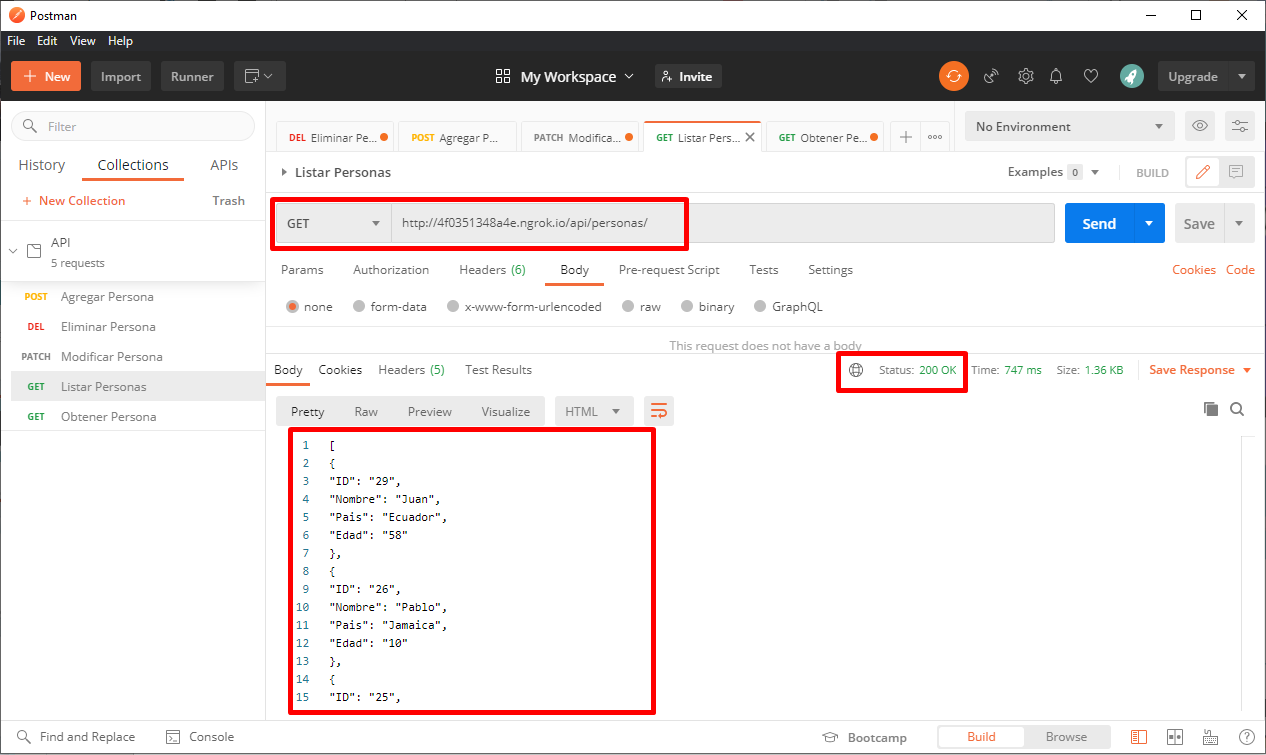 Postman
File Edit View Help
New Import Runner My Workspace Invite Upgrade
Filter
History Collections APIs
+ New Collection Trash
API
5 requests
POST Agregar Persona
DEL Eliminar Persona
PATCH Modificar Persona
GET Listar Personas
GET Obtener Persona
DEL Eliminar Pe... POST Agregar P... PATCH Modifica... GET Listar Pers... GET Obtener Pe... No Environment
Listar Personas Examples 0 BUILD
GET http://4f0351348a4e.ngrok.io/api/personas/ Send Save
Params Authorization Headers (6) Body Pre-request Script Tests Settings Cookies Code
none form-data x-www-form-urlencoded raw binary GraphQL
This request does not have a body
Body Cookies Headers (5) Test Results Status: 200 OK Time: 747 ms Size: 1.36 KB Save Response
Pretty Raw Preview Visualize HTML
1 [
2 {
3 "ID": "29",
4 "Nombre": "Juan",
5 "Pais": "Ecuador",
6 "Edad": "58"
7 },
8 {
9 "ID": "26",
10 "Nombre": "Pablo",
11 "Pais": "Jamaica",
12 "Edad": "10"
13 },
14 {
15 "ID": "25",
Find and Replace Console Bootcamp Build Browse